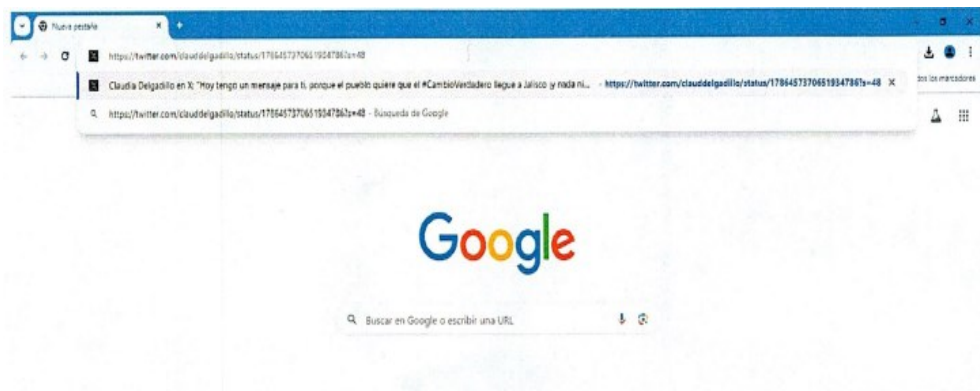 Nueva pestaña
https://twitter.com/clauddelgadillo/status/1786457370651934786?s=48
Claudia Delgadillo en X: "Hoy tengo un mensaje para ti, porque el pueblo quiere que el #CambioVerdadero llegue a Jalisco ¡y nada ni... - https://twitter.com/clauddelgadillo/status/1786457370651934786?s=48
dos los marcadores
https://twitter.com/clauddelgadillo/status/1786457370651934786?s=48 - Búsqueda de Google
Google
Buscar en Google o escribir una URL